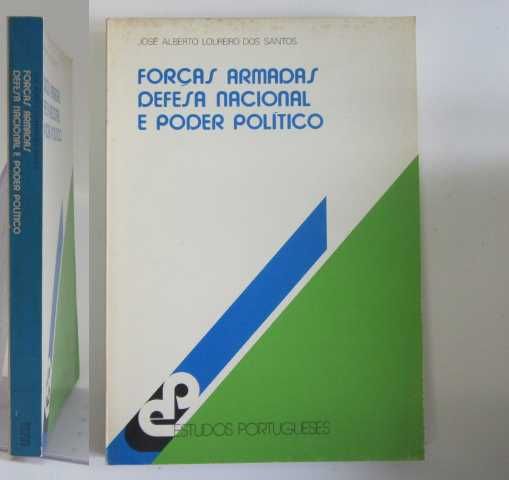 FORÇAS ARMADAS
DEFESA NACIONAL E PODER POLÍTICO
JOSÉ ALBERTO LOUREIRO DOS SANTOS
FORÇAS ARMADAS
DEFESA NACIONAL
E PODER POLÍTICO
ep
ESTUDOS PORTUGUESES